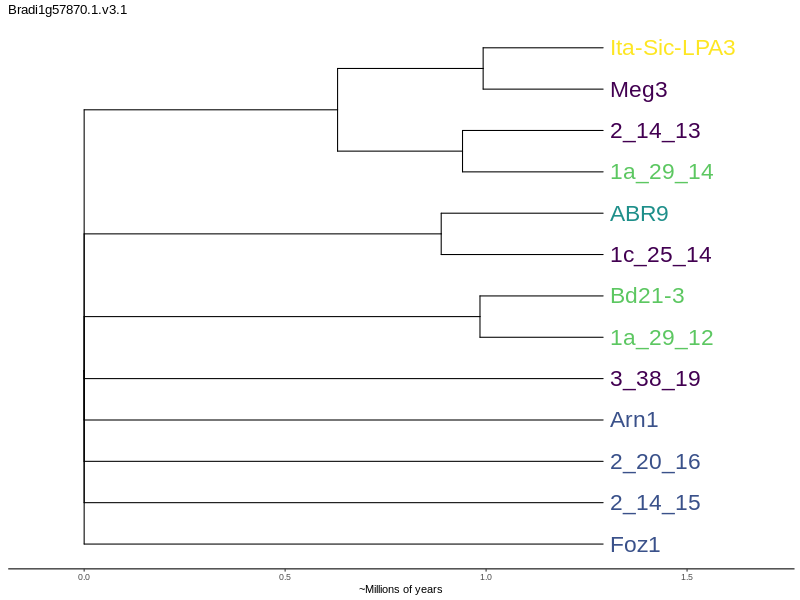 Bradi1g57870.1.v3.1
Ita-Sic-LPA3
Meg3
2_14_13
1a_29_14
ABR9
1c_25_14
Bd21-3
1a_29_12
3_38_19
Arn1
2_20_16
2_14_15
Foz1
0.0 0.5 1.0 1.5
~Millions of years